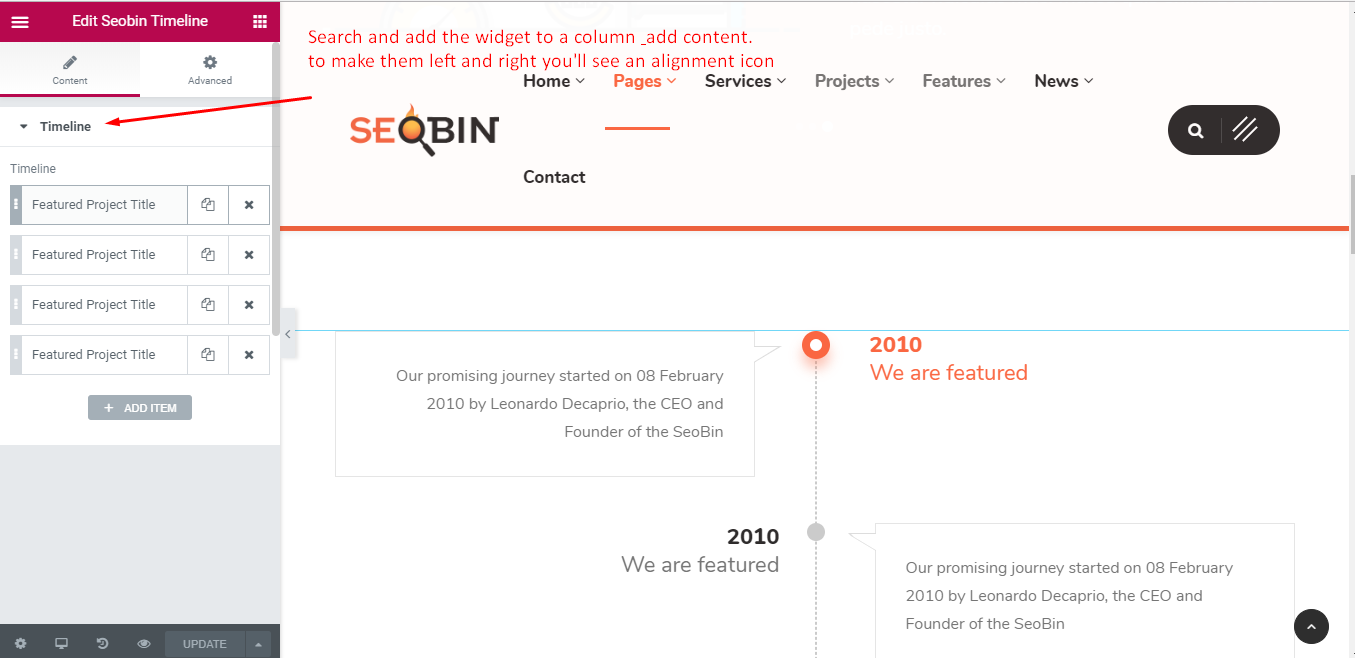 Edit Seobin Timeline
Content
Advanced
Timeline
Timeline
Featured Project Title
Featured Project Title
Featured Project Title
Featured Project Title
ADD ITEM
UPDATE
Search and add the widget to a column _add content.
to make them left and right you'll see an alignment icon
SEOBIN
Home
Pages
Services
Projects
Features
News
Contact
Our promising journey started on 08 February
2010 by Leonardo Decaprio, the CEO and
Founder of the SeoBin
2010
We are featured
2010
We are featured
Our promising journey started on 08 February
2010 by Leonardo Decaprio, the CEO and
Founder of the SeoBin